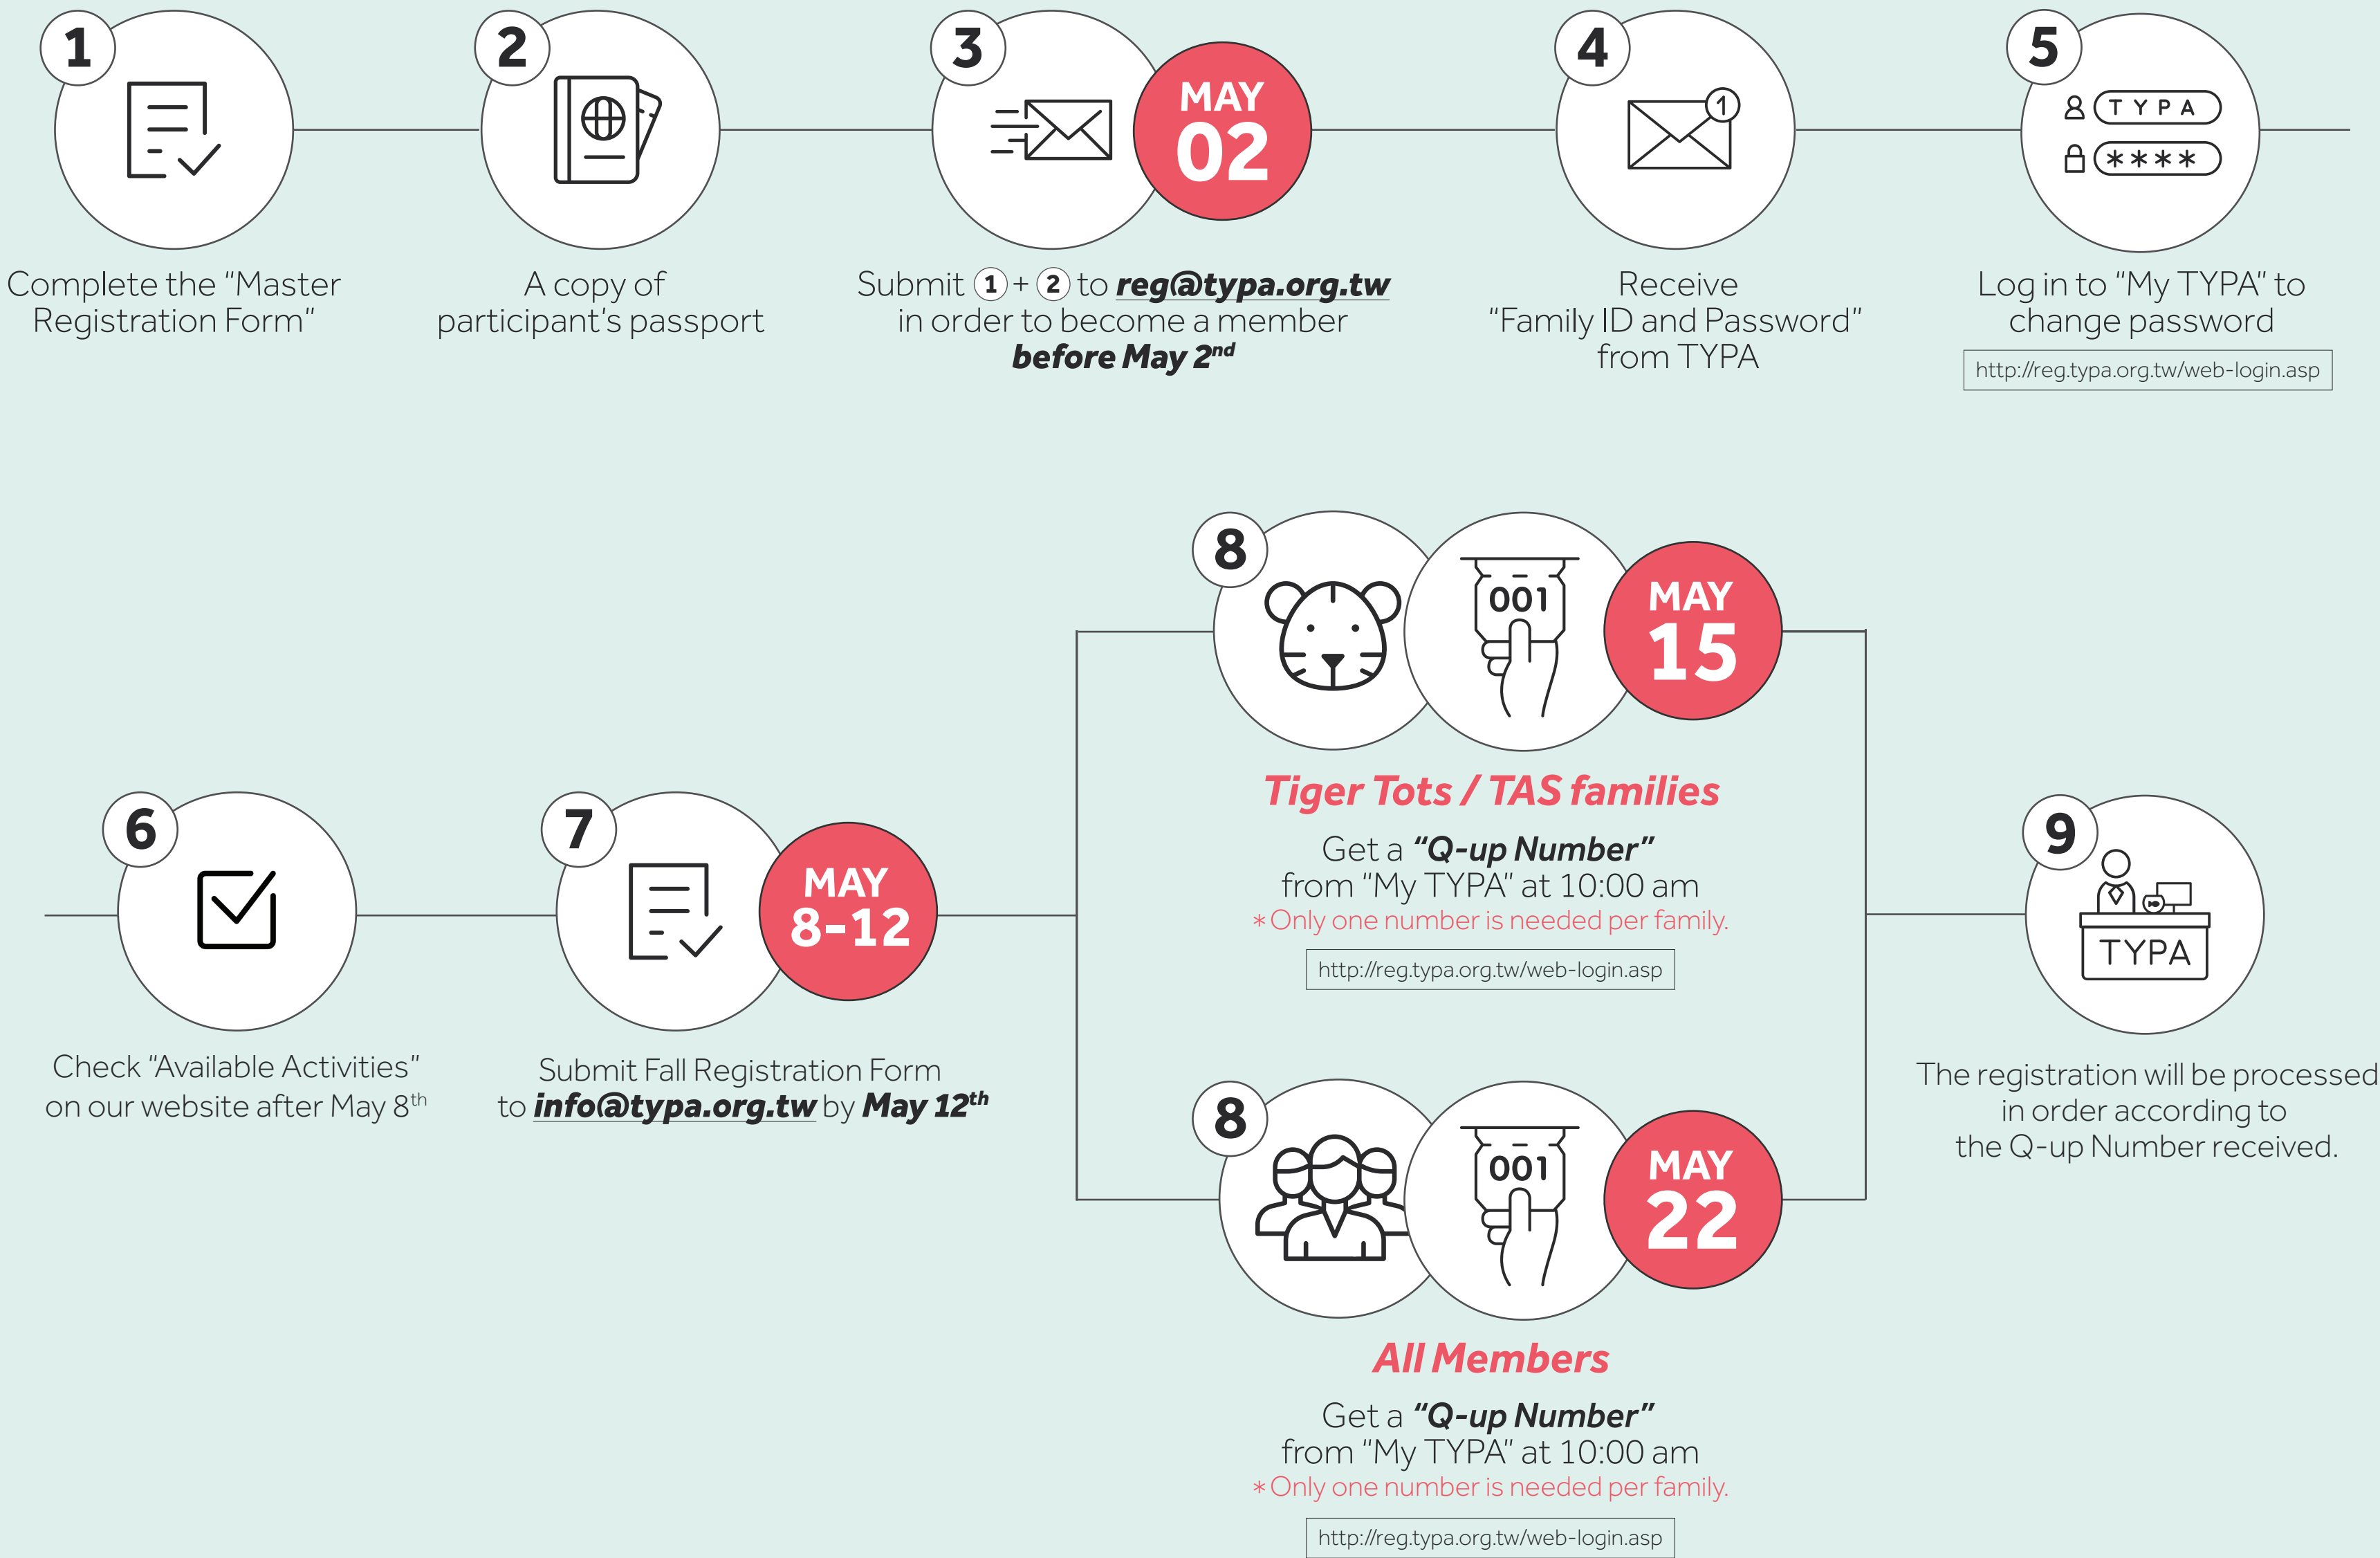 1
Complete the "Master
Registration Form"
2
A copy of
participant's passport
3
MAY
02
Submit 1 + 2 to reg@typa.org.tw
in order to become a member
before May 2nd
4
1
Receive
"Family ID and Password"
from TYPA
5
TYPA
****
Log in to "My TYPA" to
change password
http://reg.typa.org.tw/web-login.asp
6
Check "Available Activities"
on our website after May 8th
7
MAY
8-12
Submit Fall Registration Form
to info@typa.org.tw by May 12th
8
001
MAY
15
Tiger Tots / TAS families
Get a "Q-up Number"
from "My TYPA" at 10:00 am
*Only one number is needed per family.
http://reg.typa.org.tw/web-login.asp
8
001
MAY
22
All Members
Get a "Q-up Number"
from "My TYPA" at 10:00 am
*Only one number is needed per family.
http://reg.typa.org.tw/web-login.asp
9
TYPA
The registration will be processed
in order according to
the Q-up Number received.